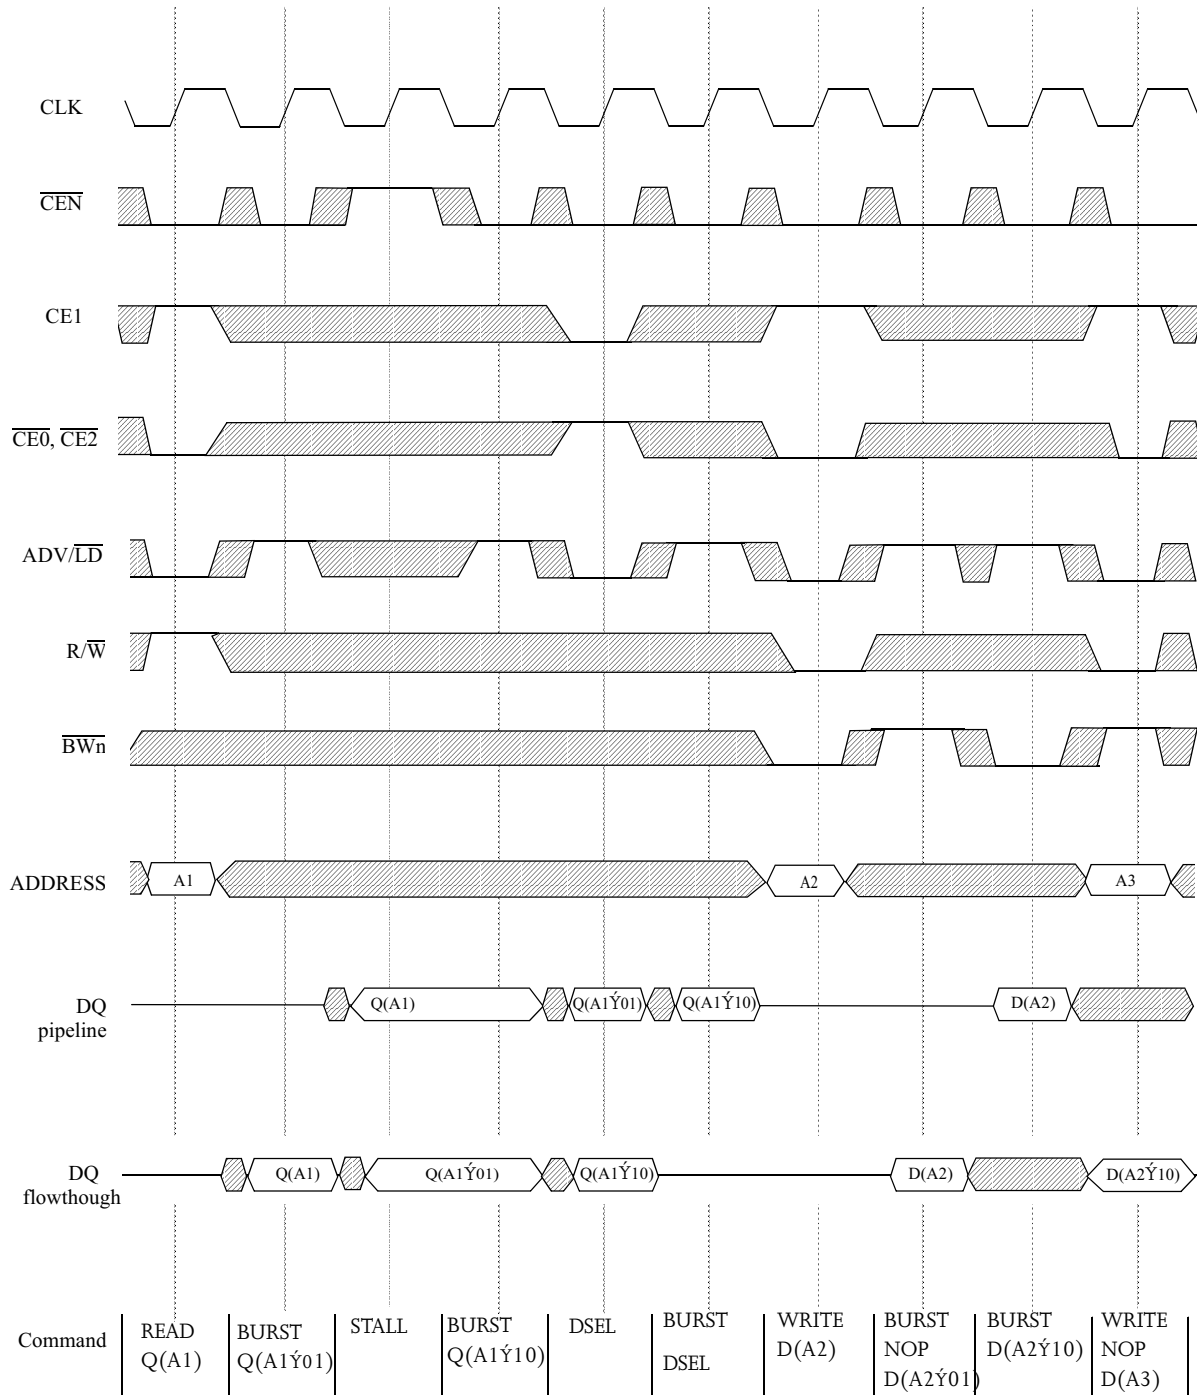 CLK
CEN
CE1
CE0, CE2
ADV/LD
R/W
BWn
ADDRESS A1 A2 A3
DQ pipeline Q(A1) Q(A1Ý01) Q(A1Ý10) D(A2)
DQ flowthough Q(A1) Q(A1Ý01) Q(A1Ý10) D(A2) D(A2Ý10)
Command
READ
Q(A1)
BURST
Q(A1Ý01)
STALL
BURST
Q(A1Ý10)
DSEL
BURST
DSEL
WRITE
D(A2)
BURST
NOP
D(A2Ý01)
BURST
D(A2Ý10)
WRITE
NOP
D(A3)